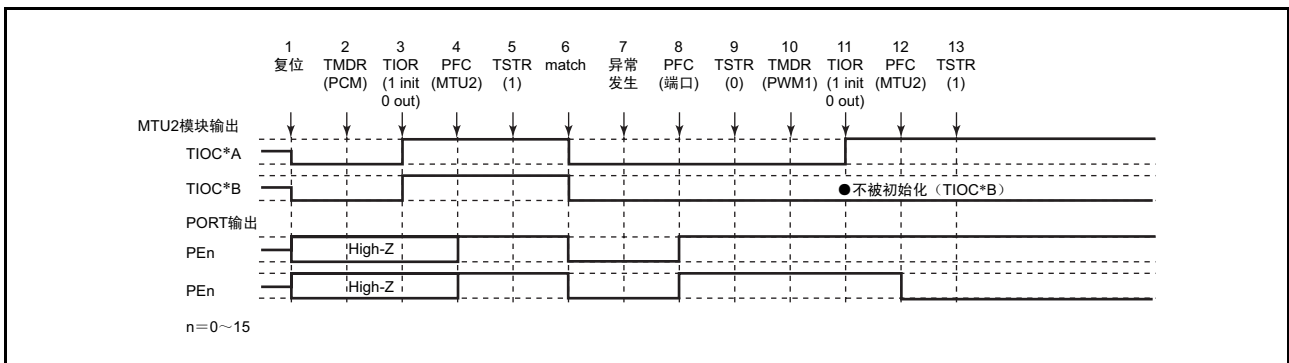 1 2 3 4 5 6 7 8 9 10 11 12 13
复位 TMDR TIOR PFC TSTR match 异常 PFC TSTR TMDR TIOR PFC TSTR
(PCM) (1 init (MTU2) (1) 发生 (端口) (0) (PWM1) (1 init (MTU2) (1)
0 out) 0 out)
MTU2模块输出
TIOC*A
TIOC*B
●不被初始化（TIOC*B）
PORT输出
PEn High-Z
PEn High-Z
n＝0～15